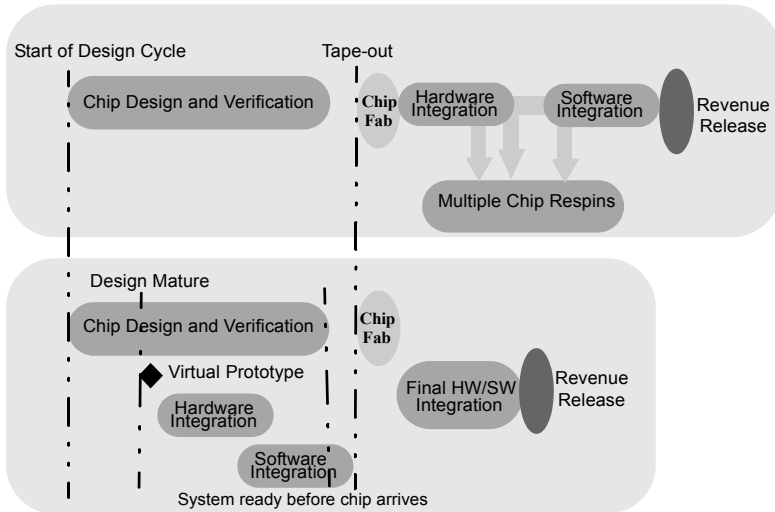 Start of Design Cycle
Tape-out
Chip Design and Verification
Chip
Fab
Hardware
Integration
Software
Integration
Revenue
Release
Multiple Chip Respins
Design Mature
Chip Design and Verification
Chip
Fab
Virtual Prototype
Final HW/SW
Integration
Revenue
Release
Hardware
Integration
Software
Integration
System ready before chip arrives